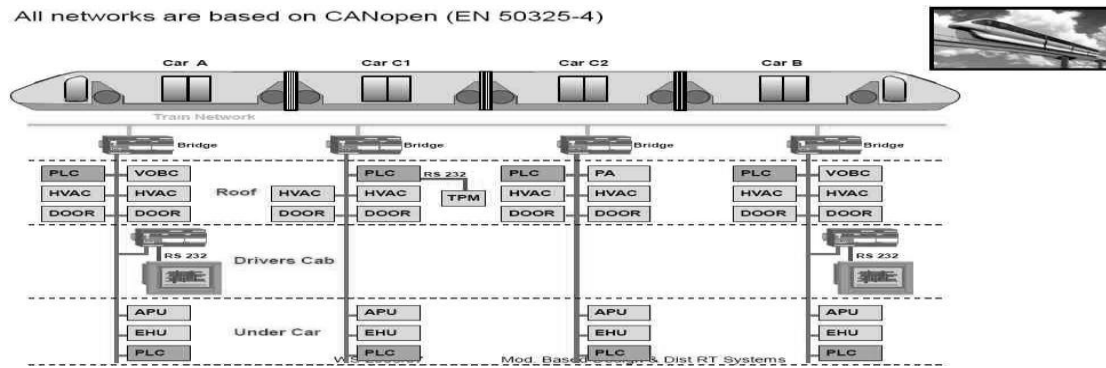 All networks are based on CANopen (EN 50325-4)
Car A Car C1 Car C2 Car B
Train Network
Bridge Bridge Bridge Bridge
PLC VOBC PLC RS 232 PLC PA PLC VOBC
HVAC HVAC Roof HVAC HVAC TPM HVAC HVAC HVAC HVAC
DOOR DOOR DOOR DOOR DOOR DOOR DOOR DOOR
RS 232 Drivers Cab RS 232
APU APU APU APU
EHU Under Car EHU EHU EHU
PLC PLC PLC PLC
Mod. Based & Dist RT Systems